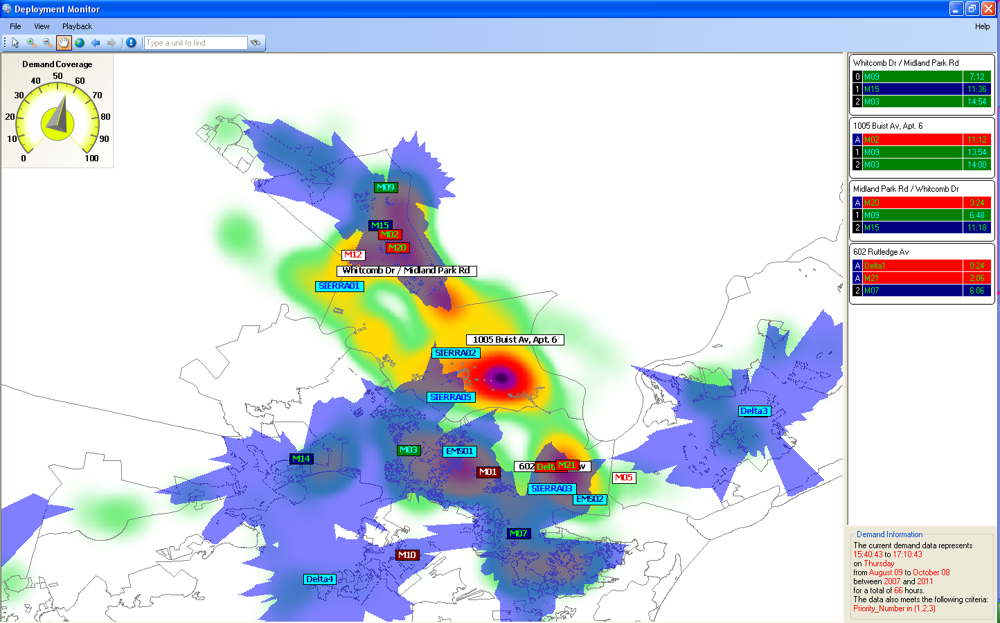 Deployment Monitor
File View Playback Help
Type a unit to find
Demand Coverage
50
40 60
30 70
20 80
10 90
0 100
M09
M15
M02
M20
M12
Whitcomb Dr / Midland Park Rd
SIERRA01
1005 Buist Av, Apt. 6
SIERRA02
SIERRA05
Delta3
M03
EMS01
M14
M01
602
M21
M05
SIERRA03
EMS02
M07
M10
Delta4
Whitcomb Dr / Midland Park Rd
0 M09 7:12
1 M15 11:36
2 M03 14:54
1005 Buist Av, Apt. 6
A M02 11:12
1 M09 13:54
2 M03 14:00
Midland Park Rd / Whitcomb Dr
A M20 3:24
1 M09 6:48
2 M15 11:18
602 Rutledge Av
A Delta1 0:24
A M21 2:06
2 M07 6:06
Demand Information
The current demand data represents
15:40:43 to 17:10:43
on Thursday
from August 09 to October 08
between 2007 and 2011
for a total of 66 hours.
The data also meets the following criteria:
Priority_Number in (1,2,3)